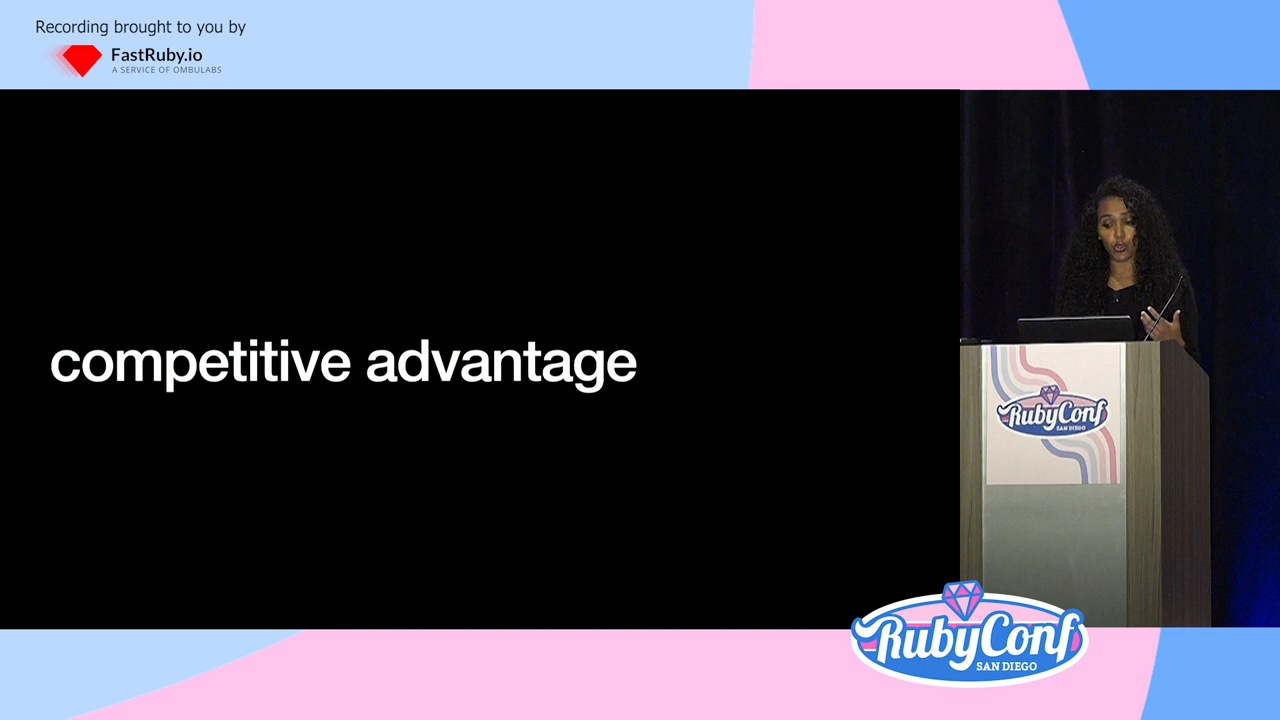 Recording brought to you by
FastRuby.io
A SERVICE OF OMBULABS
competitive advantage
RubyConf
SAN DIEGO
RubyConf
SAN DIEGO